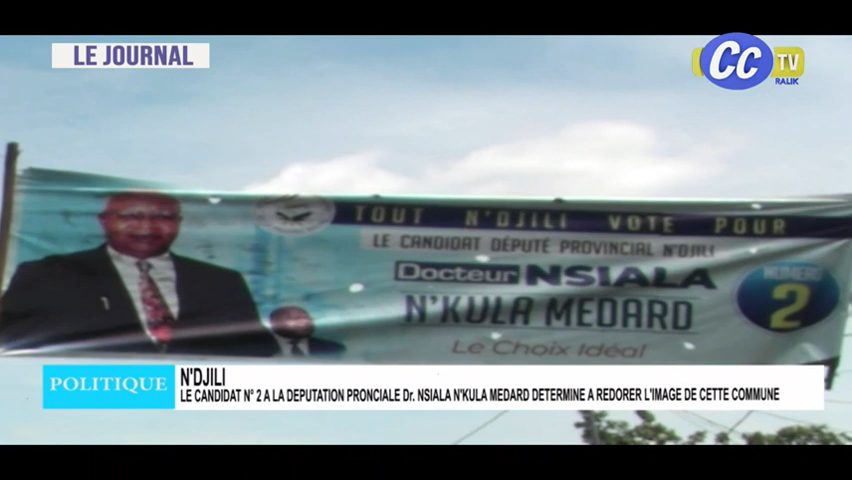 LE JOURNAL
CC TV
RALIK
TOUT N'DJILI VOTE POUR
LE CANDIDAT DÉPUTÉ PROVINCIAL N'DJILI
Docteur NSIALA
N'KULA MEDARD
Le Choix Idéal
NUMERO
2
POLITIQUE
N'DJILI
LE CANDIDAT N° 2 A LA DEPUTATION PRONCIALE Dr. NSIALA N'KULA MEDARD DETERMINE A REDORER L'IMAGE DE CETTE COMMUNE